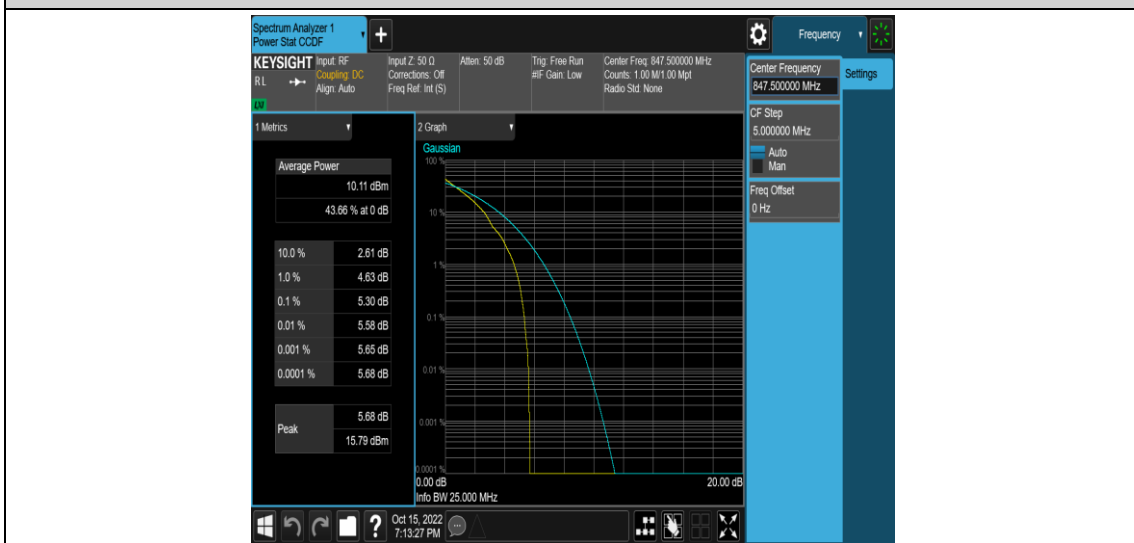 Spectrum Analyzer 1
Power Stat CCDF
+
Frequency
KEYSIGHT
RL
LXI
Input: RF
Coupling: DC
Align: Auto
Input Z: 50 Ω
Corrections: Off
Freq Ref: Int (S)
Atten: 50 dB
Trig: Free Run
#IF Gain: Low
Center Freq: 847.500000 MHz
Counts: 1.00 M/1.00 Mpt
Radio Std: None
Center Frequency
847.500000 MHz
Settings
CF Step
5.000000 MHz
Auto
Man
Freq Offset
0 Hz
1 Metrics
Average Power
10.11 dBm
43.66 % at 0 dB
10.0 % 2.61 dB
1.0 % 4.63 dB
0.1 % 5.30 dB
0.01 % 5.58 dB
0.001 % 5.65 dB
0.0001 % 5.68 dB
Peak
5.68 dB
15.79 dBm
2 Graph
Gaussian
100 %
10 %
1 %
0.1 %
0.01 %
0.001 %
0.0001 %
0.00 dB 20.00 dB
Info BW 25.000 MHz
?
Oct 15, 2022
7:13:27 PM